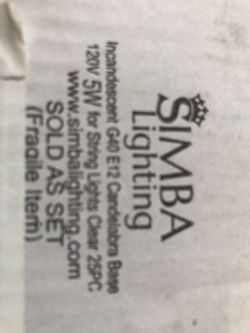 SIMBA
Lighting
Incandescent G40 E12 Candelabra Base
120V 5W for String Lights Clear 25PC
www.simbalighting.com
SOLD AS SET
(Fragile Item)